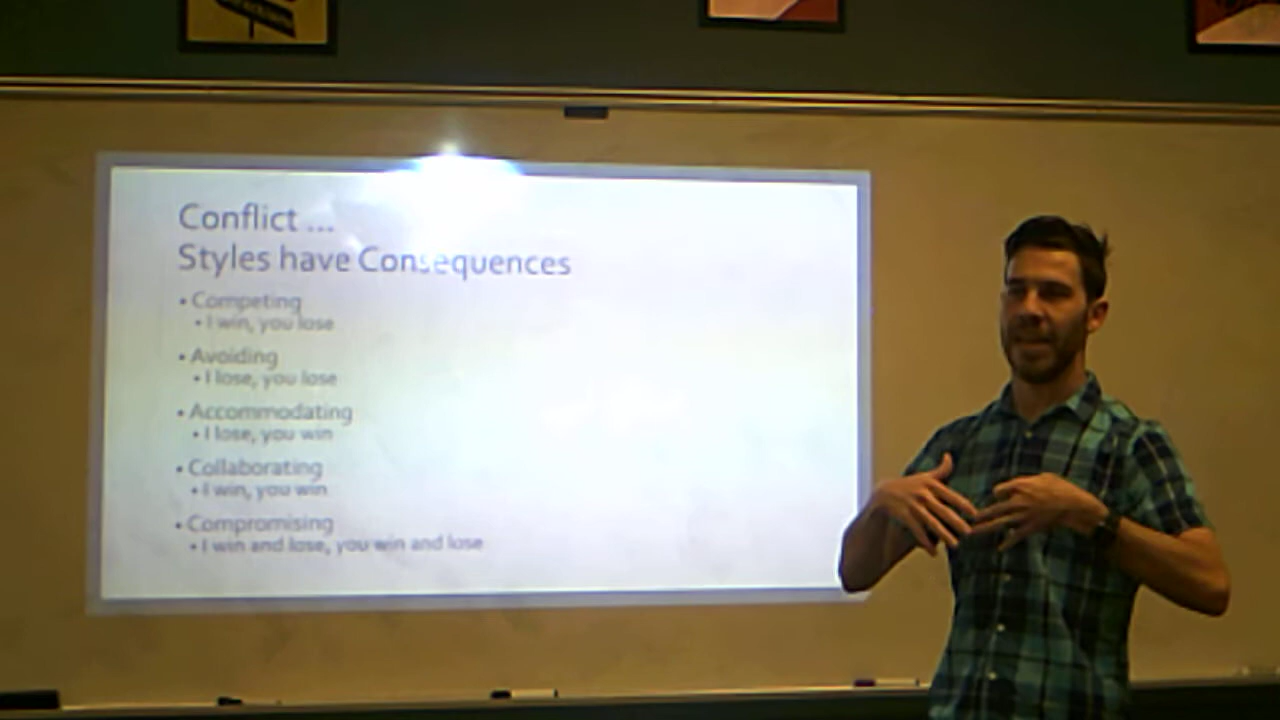 Conflict ...
Styles have Consequences
• Competing
• I win, you lose
• Avoiding
• I lose, you lose
• Accommodating
• I lose, you win
• Collaborating
• I win, you win
• Compromising
• I win and lose, you win and lose